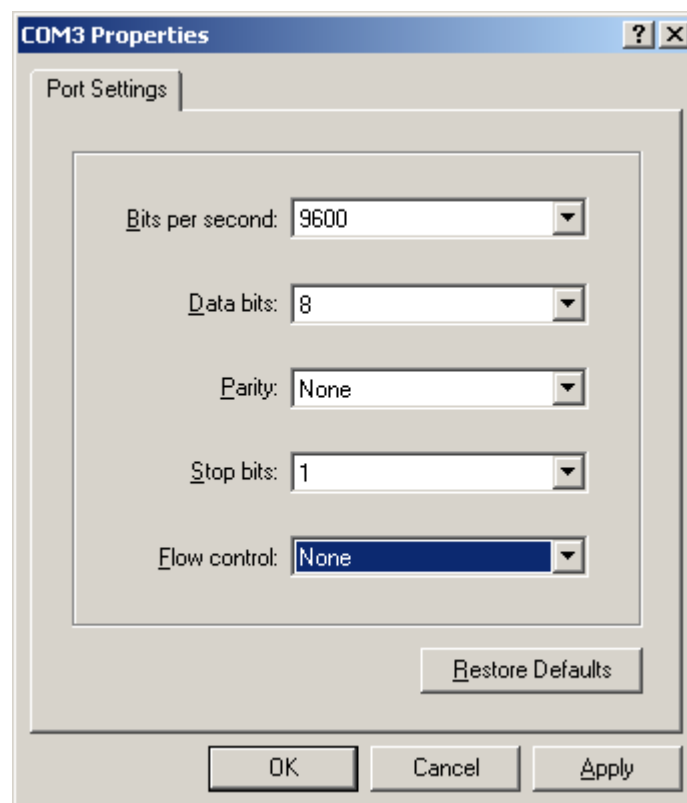 COM3 Properties
Port Settings
Bits per second: 9600
Data bits: 8
Parity: None
Stop bits: 1
Flow control: None
Restore Defaults
OK Cancel Apply